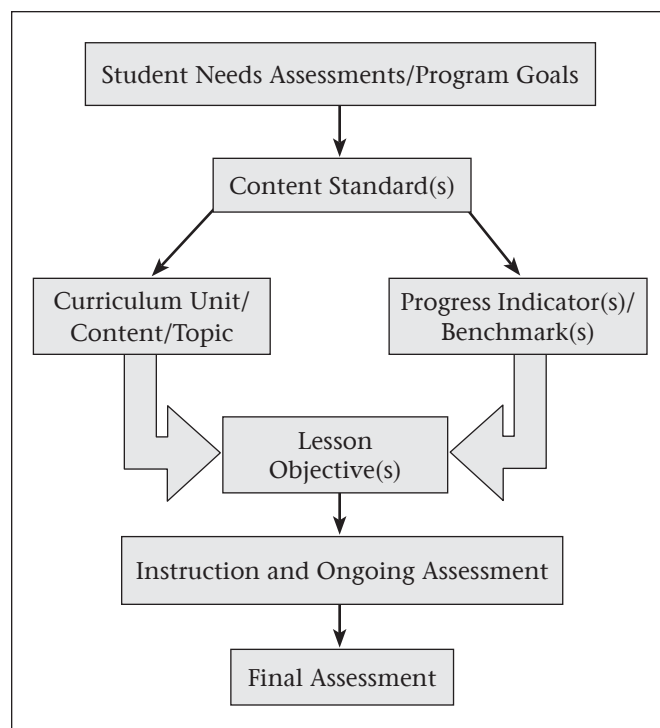 Student Needs Assessments/Program Goals
Content Standard(s)
Curriculum Unit/
Content/Topic
Progress Indicator(s)/
Benchmark(s)
Lesson
Objective(s)
Instruction and Ongoing Assessment
Final Assessment